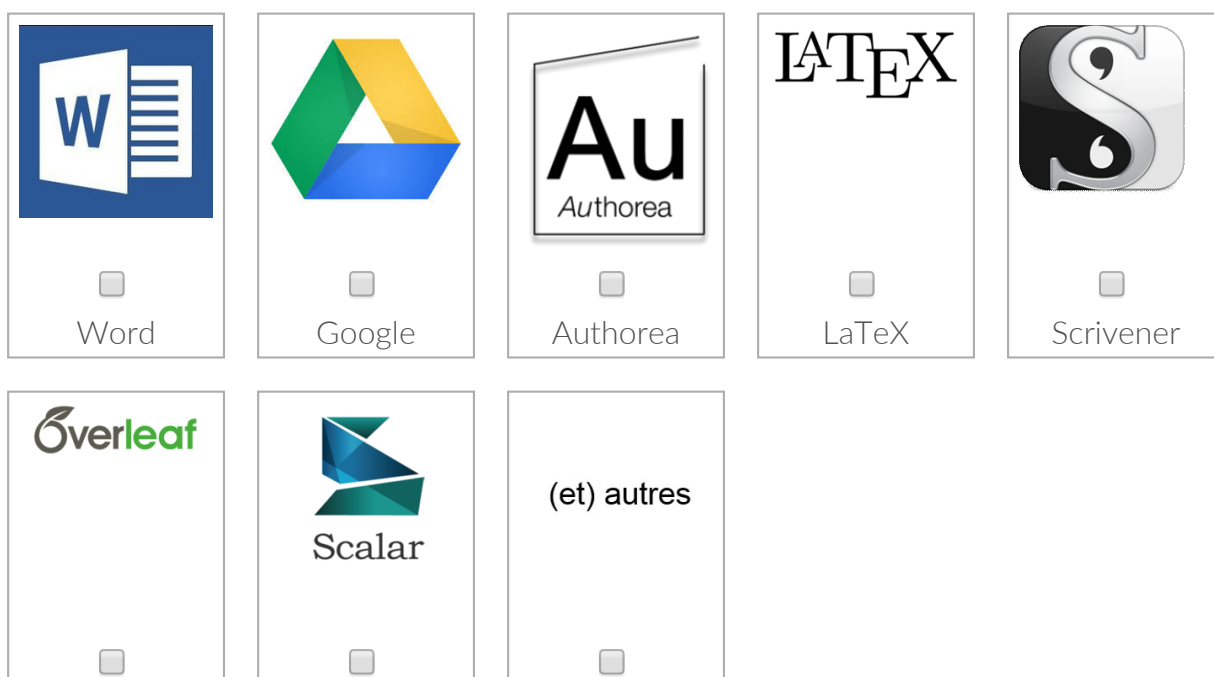 W
Au
Authorea
LATEX
S
Word
Google
Authorea
LaTeX
Scrivener
Overleaf
Scalar
(et) autres